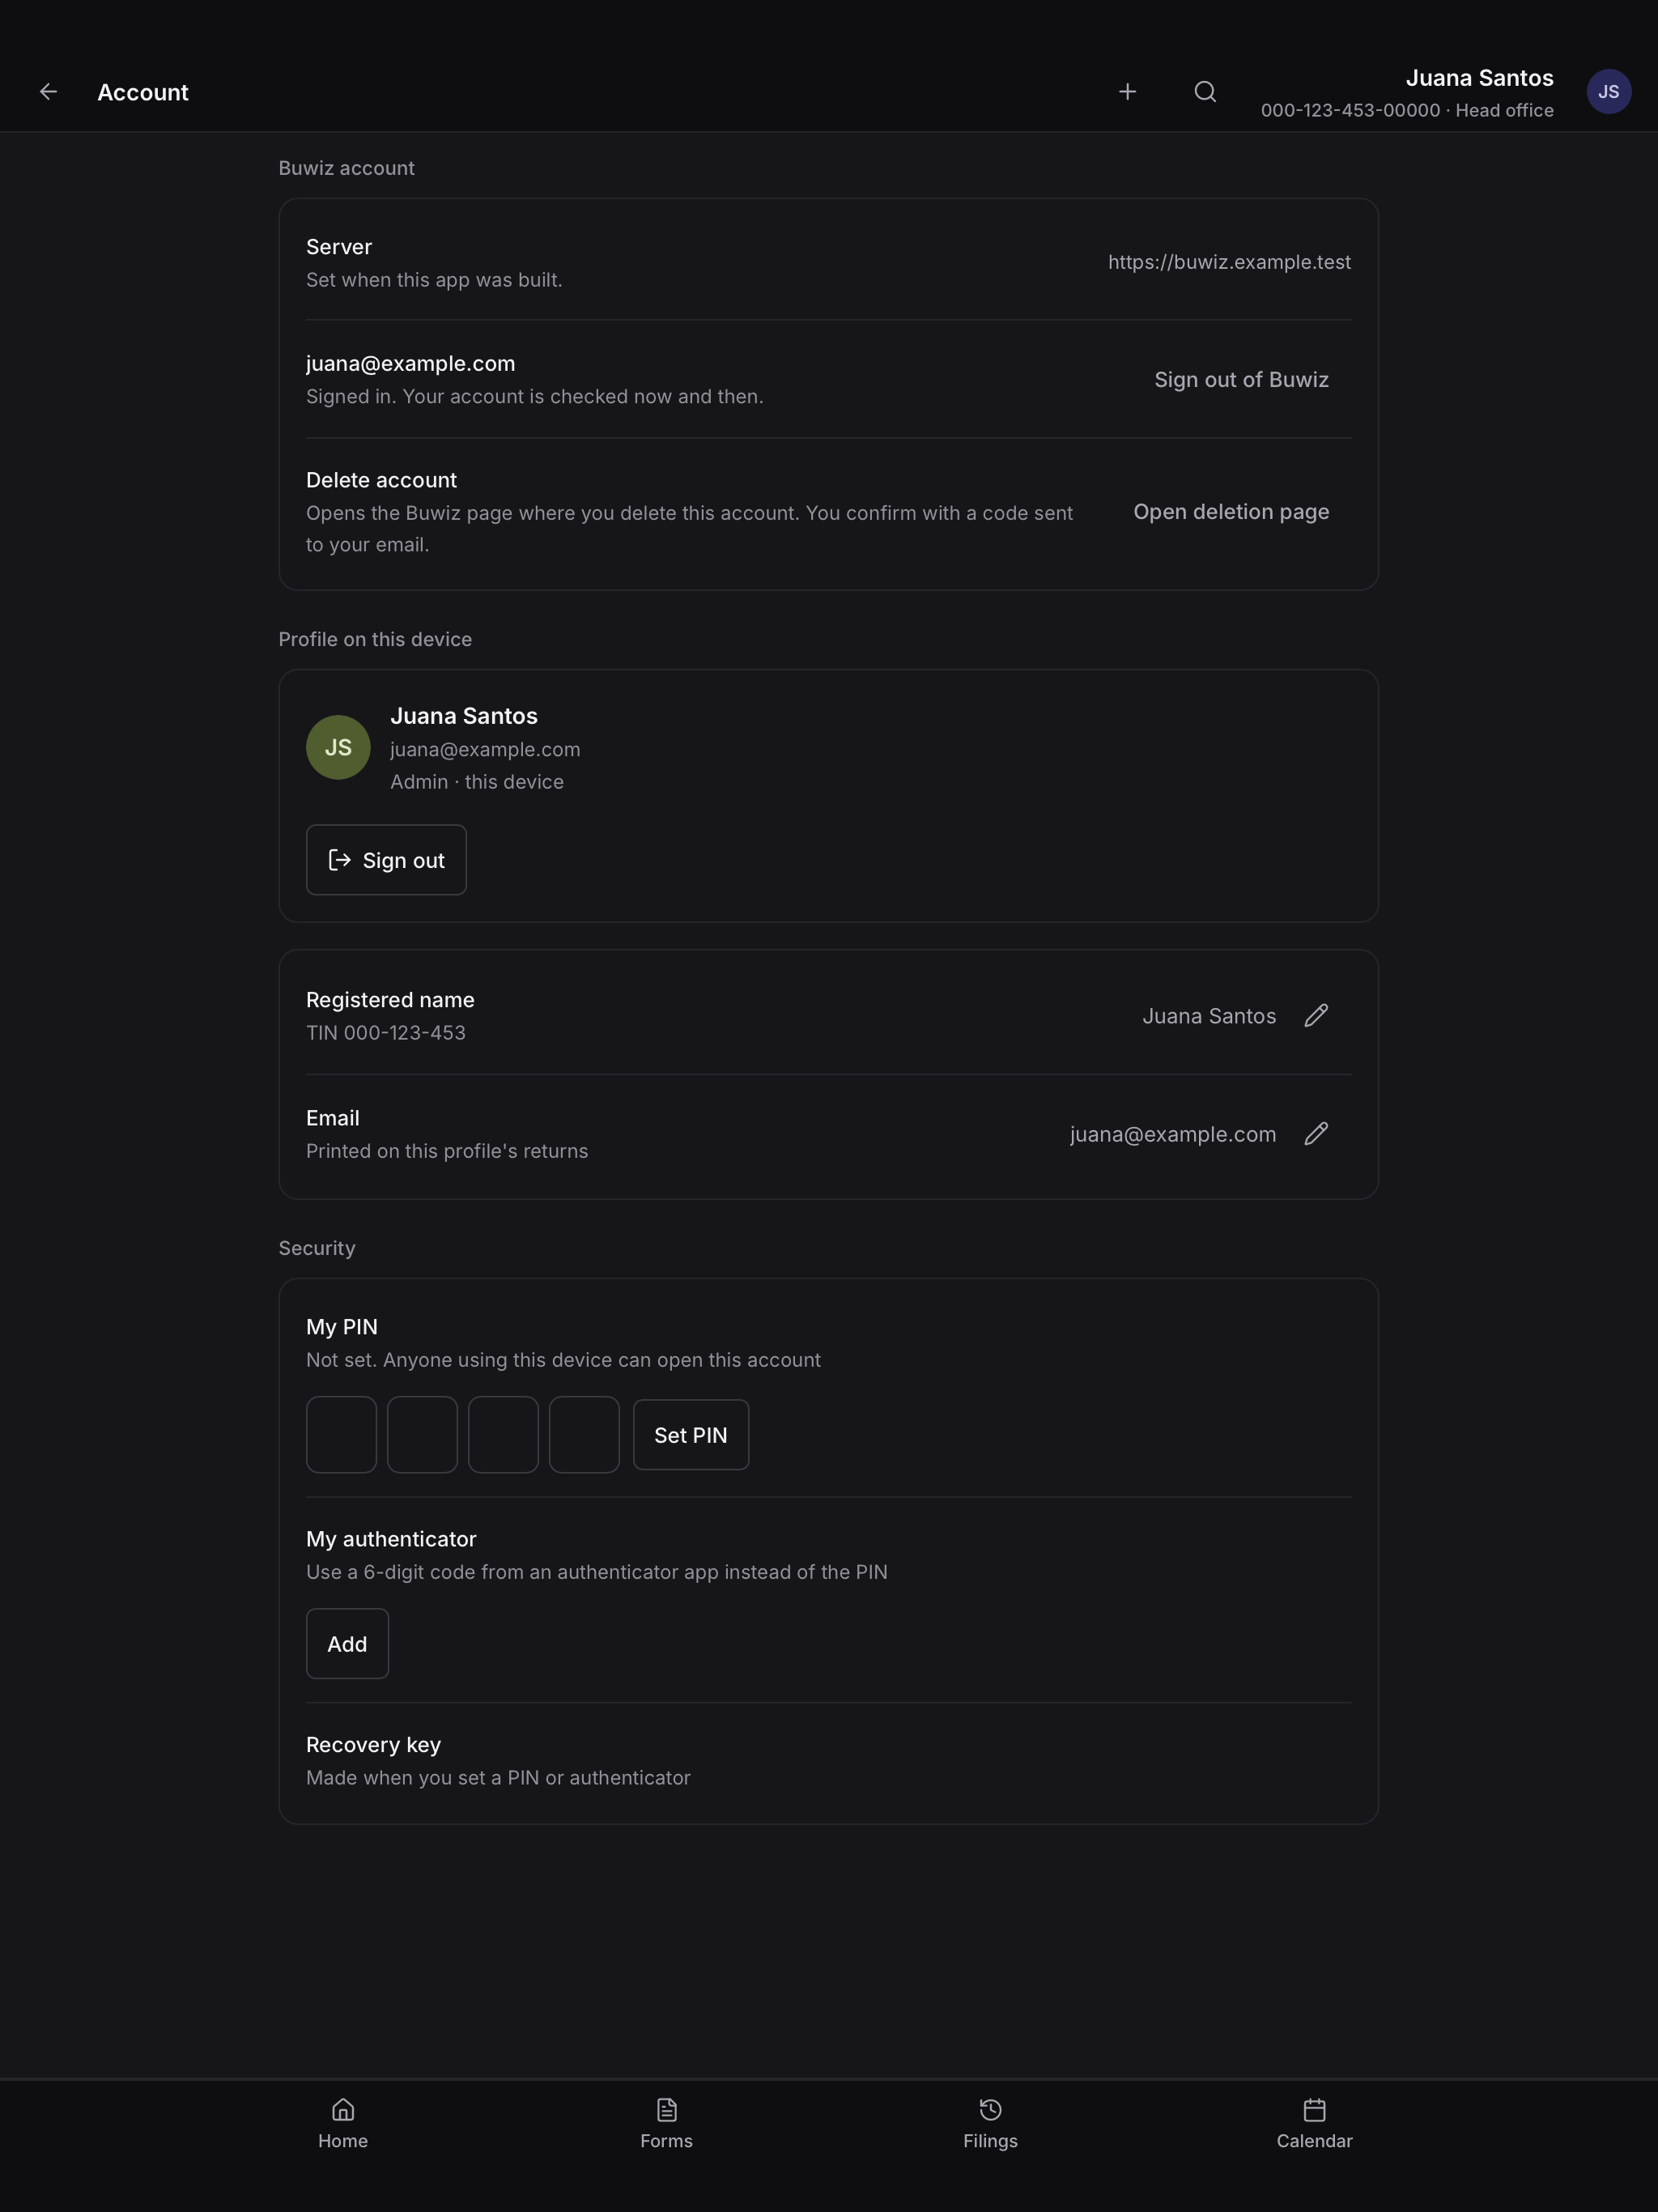 Account
Juana Santos
000-123-453-00000 · Head office
JS
Buwiz account
Server
Set when this app was built.
https://buwiz.example.test
juana@example.com
Signed in. Your account is checked now and then.
Sign out of Buwiz
Delete account
Opens the Buwiz page where you delete this account. You confirm with a code sent
to your email.
Open deletion page
Profile on this device
JS
Juana Santos
juana@example.com
Admin · this device
Sign out
Registered name
TIN 000-123-453
Juana Santos
Email
Printed on this profile's returns
juana@example.com
Security
My PIN
Not set. Anyone using this device can open this account
Set PIN
My authenticator
Use a 6-digit code from an authenticator app instead of the PIN
Add
Recovery key
Made when you set a PIN or authenticator
Home
Forms
Filings
Calendar